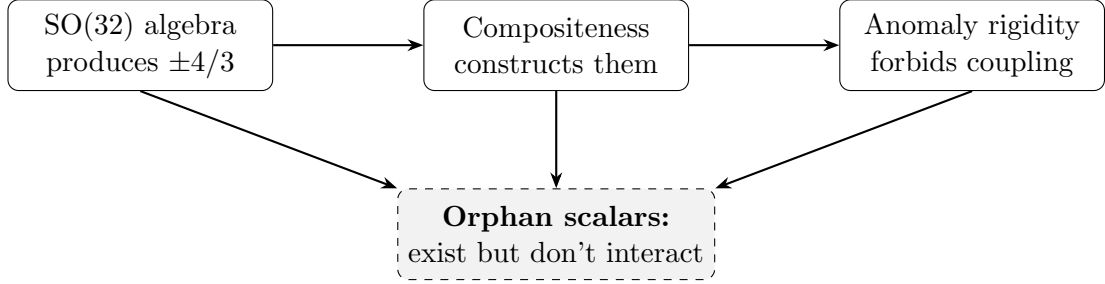 SO(32) algebra
produces ±4/3
Compositeness
constructs them
Anomaly rigidity
forbids coupling
Orphan scalars:
exist but don't interact